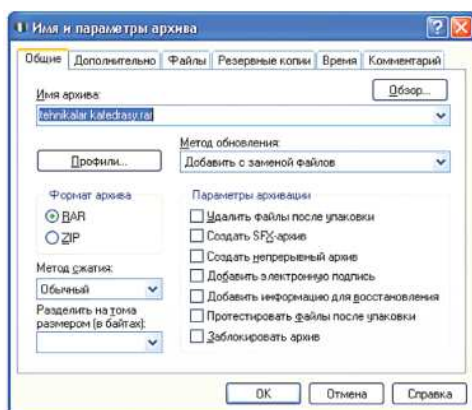 Имя и параметры архива
Общие Дополнительно Файлы Резервные копии Время Комментарий
Имя архива:
Обзор...
tehnikalar kafedrasy.rar
Метод обновления:
Профили...
Добавить с заменой файлов
Формат архива
RAR
ZIP
Метод сжатия:
Обычный
Разделить на тома
размером (в байтах):
Параметры архивации
Удалить файлы после упаковки
Создать SFX-архив
Создать непрерывный архив
Добавить электронную подпись
Добавить информацию для восстановления
Протестировать файлы после упаковки
Заблокировать архив
OK Отмена Справка